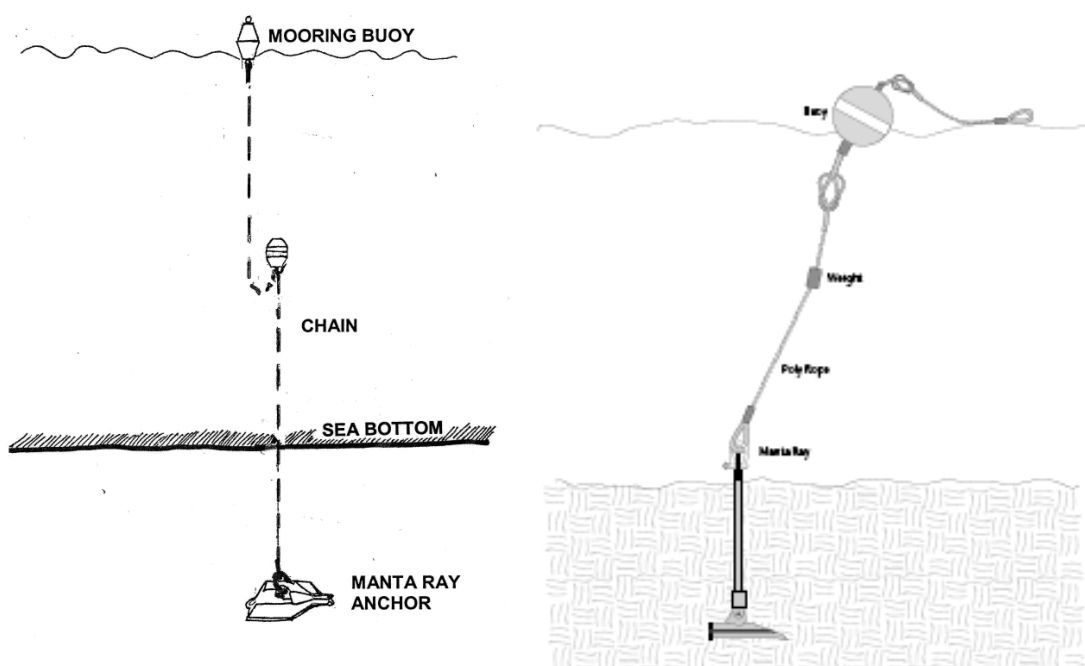 MOORING BUOY
CHAIN
SEA BOTTOM
MANTA RAY
ANCHOR
Buoy
Weight
Poly Rope
Manta Ray